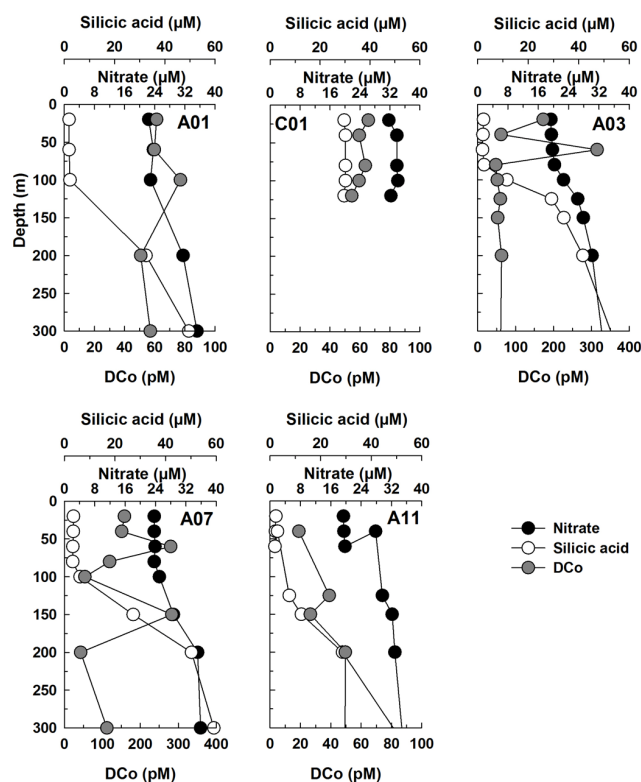 Silicic acid (µM) Silicic acid (µM) Silicic acid (µM)
0 20 40 60 0 20 40 60 0 20 40 60
Nitrate (µM) Nitrate (µM) Nitrate (µM)
0 8 16 24 32 40 0 8 16 24 32 40 0 8 16 24 32 40
0 A01 C01 A03
50
100
150
200
250
300
Depth (m)
0 20 40 60 80 100 0 20 40 60 80 100 0 100 200 300 400
DCo (pM) DCo (pM) DCo (pM)
Silicic acid (µM) Silicic acid (µM)
0 20 40 60 0 20 40 60
Nitrate (µM) Nitrate (µM)
0 8 16 24 32 40 0 8 16 24 32 40
0 A07 A11
50
100
150
200
250
300
0 100 200 300 400 0 20 40 60 80 100
DCo (pM) DCo (pM)
Nitrate
Silicic acid
DCo